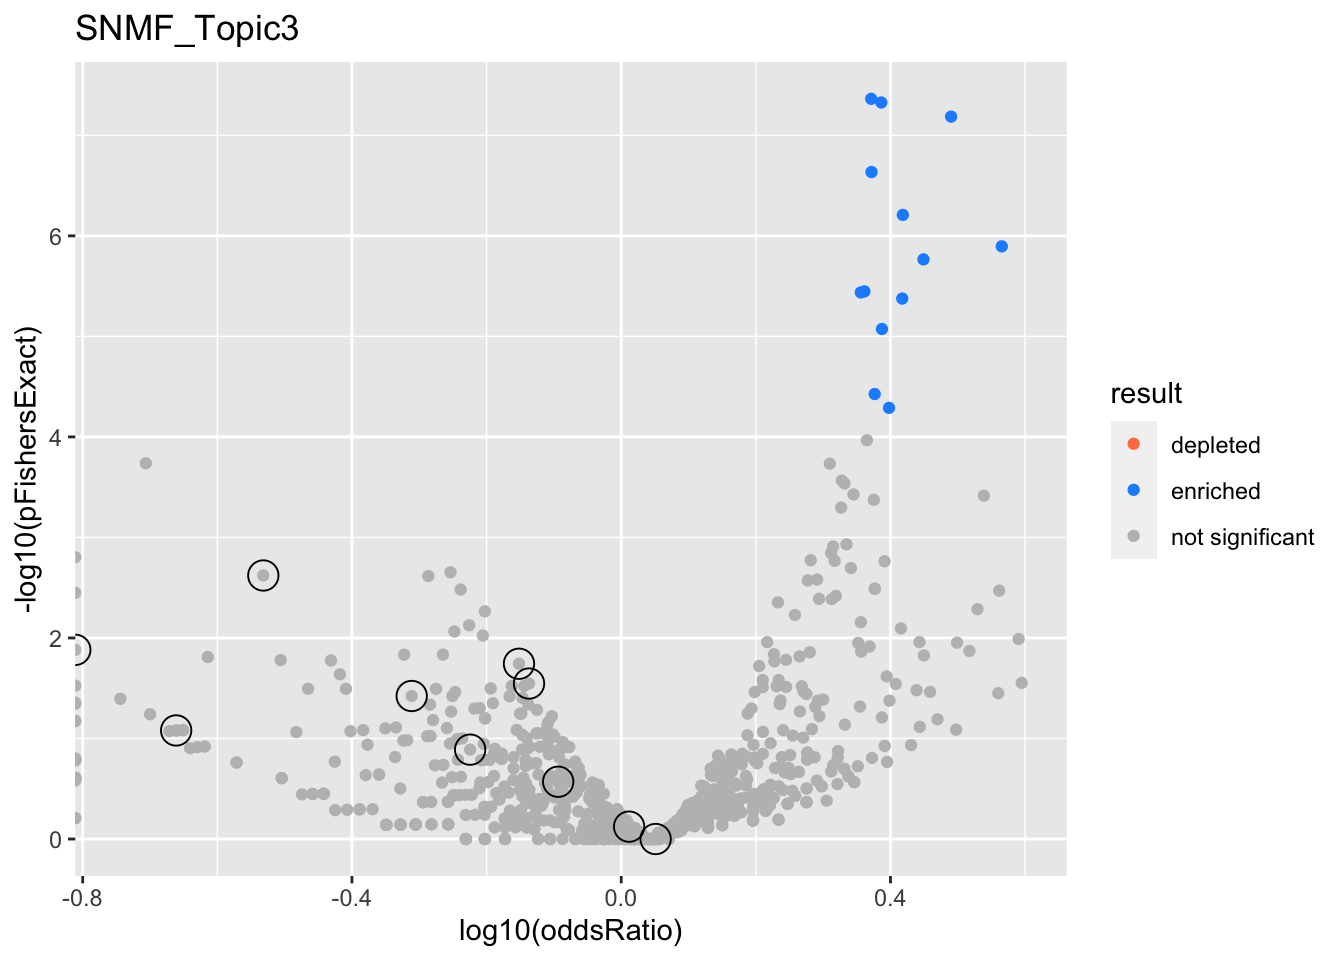 SNMF_Topic3
6
4
2
0
-0.8
-0.4
0.0
0.4
log10(oddsRatio)
-log10(pFishersExact)
result
depleted
enriched
not significant